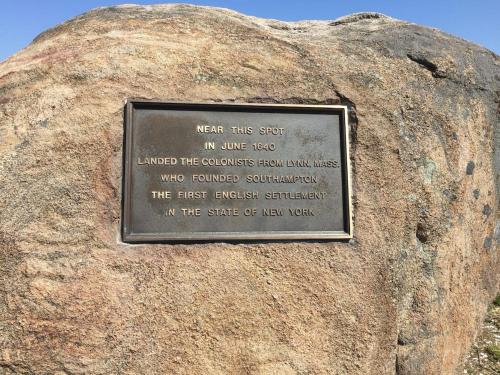 NEAR THIS SPOT
IN JUNE 1640
LANDED THE COLONISTS FROM LYNN, MASS.
WHO FOUNDED SOUTHAMPTON
THE FIRST ENGLISH SETTLEMENT
IN THE STATE OF NEW YORK